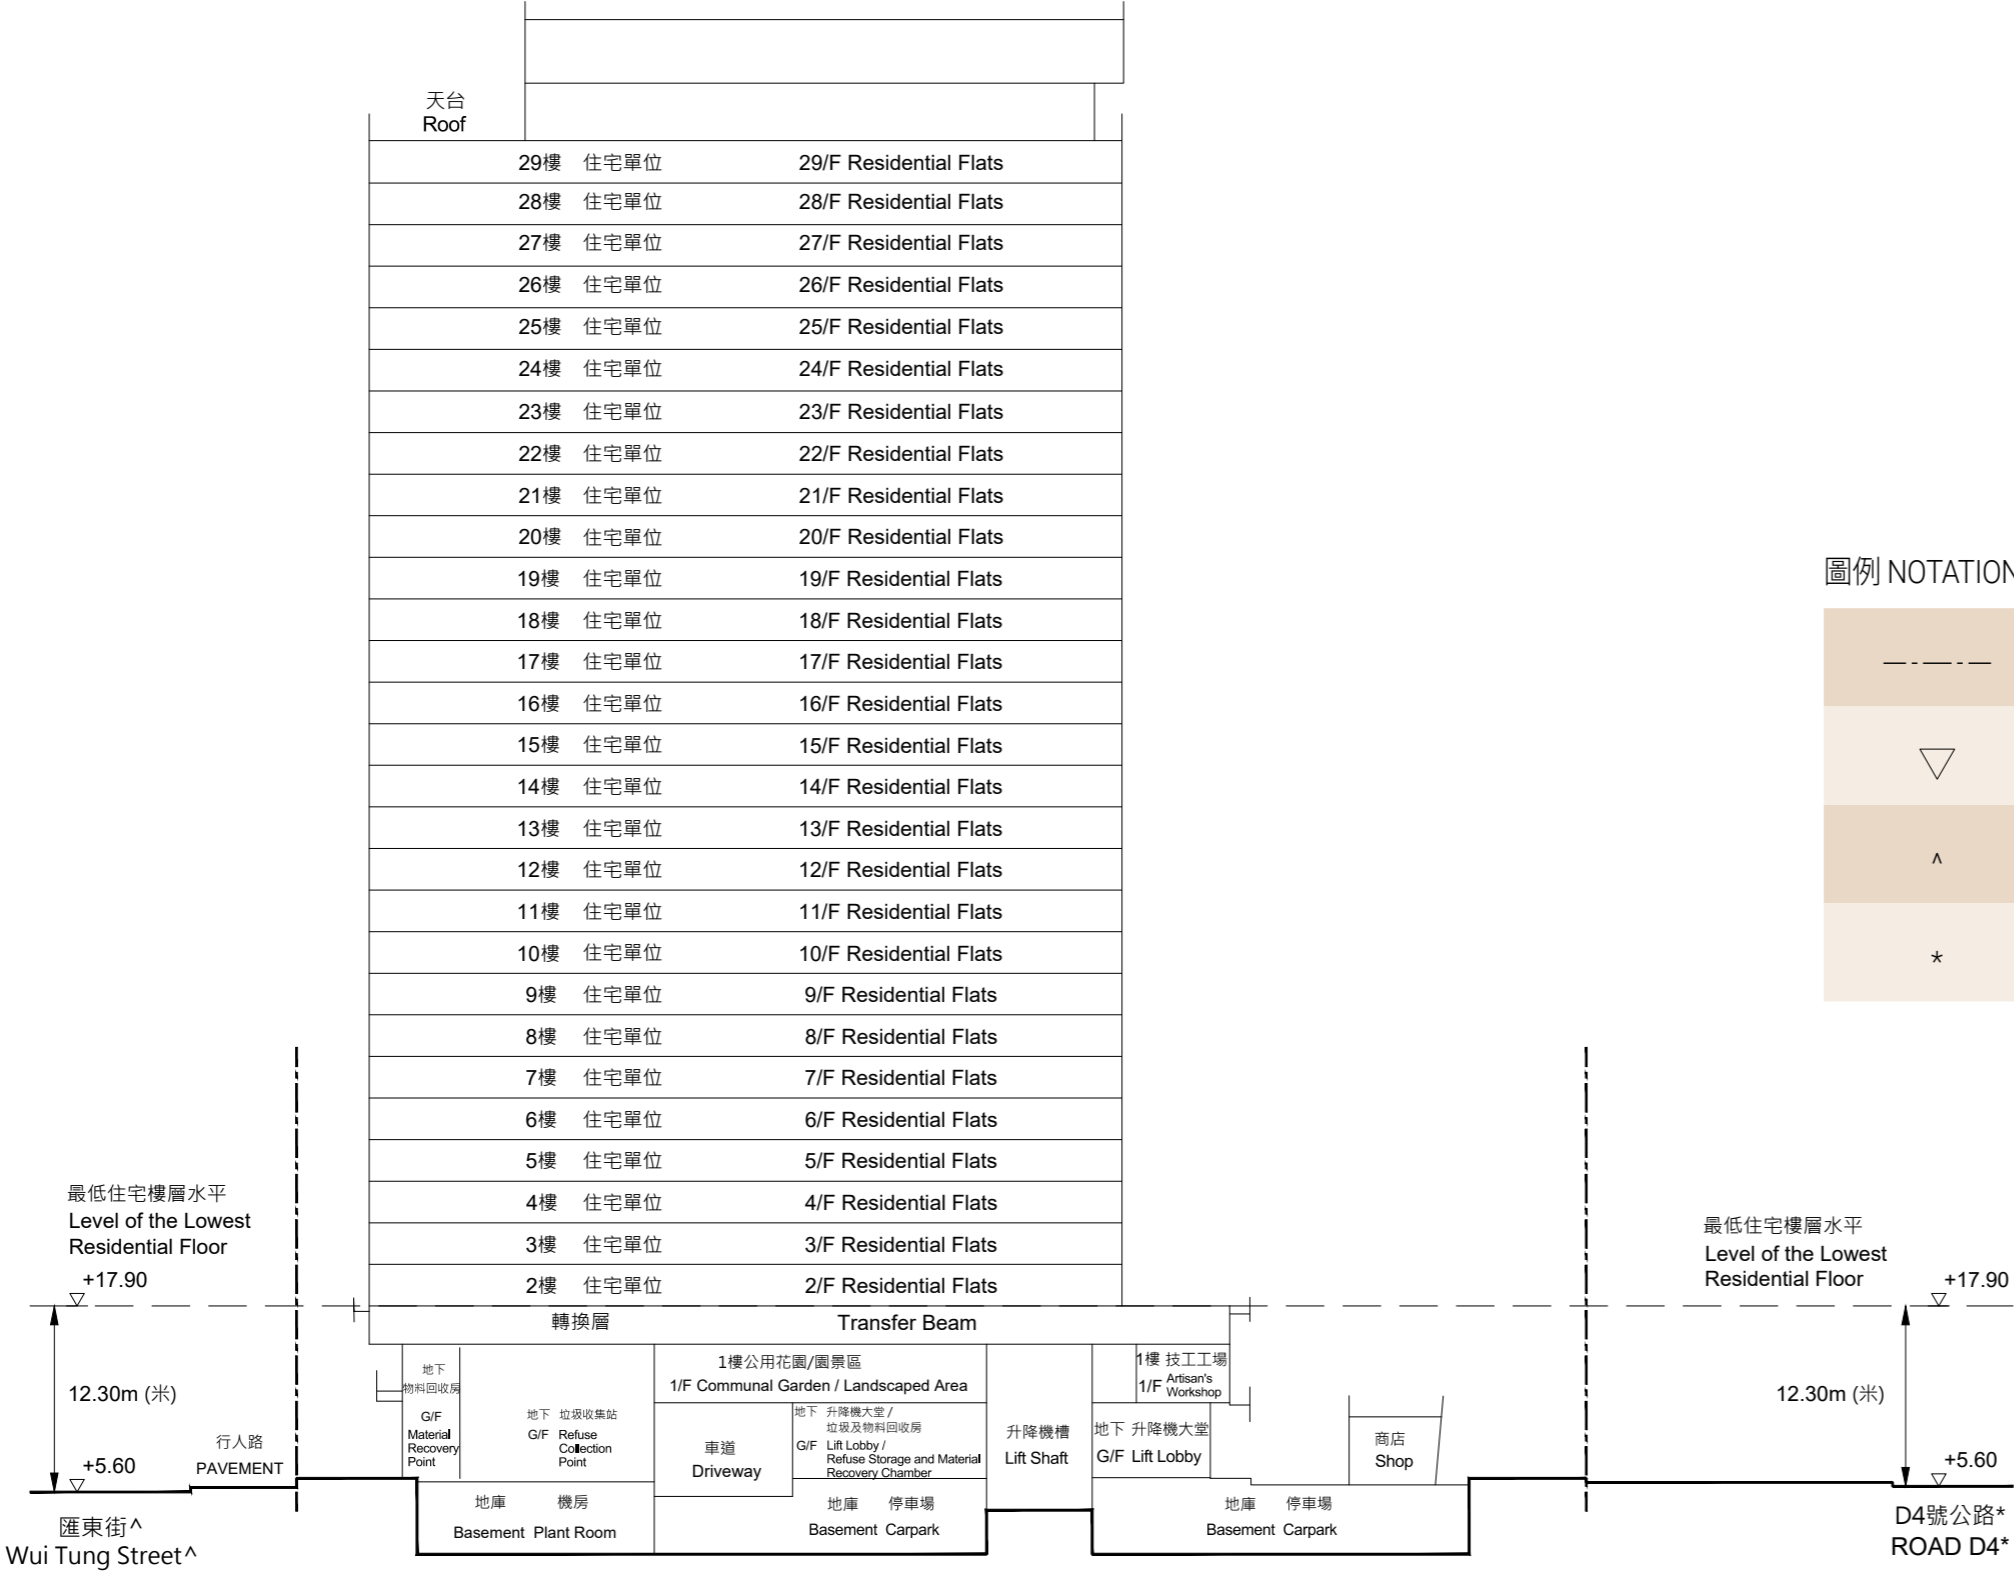 天台
Roof
29樓 住宅單位 29/F Residential Flats
28樓 住宅單位 28/F Residential Flats
27樓 住宅單位 27/F Residential Flats
26樓 住宅單位 26/F Residential Flats
25樓 住宅單位 25/F Residential Flats
24樓 住宅單位 24/F Residential Flats
23樓 住宅單位 23/F Residential Flats
22樓 住宅單位 22/F Residential Flats
21樓 住宅單位 21/F Residential Flats
20樓 住宅單位 20/F Residential Flats
19樓 住宅單位 19/F Residential Flats
18樓 住宅單位 18/F Residential Flats
17樓 住宅單位 17/F Residential Flats
16樓 住宅單位 16/F Residential Flats
15樓 住宅單位 15/F Residential Flats
14樓 住宅單位 14/F Residential Flats
13樓 住宅單位 13/F Residential Flats
12樓 住宅單位 12/F Residential Flats
11樓 住宅單位 11/F Residential Flats
10樓 住宅單位 10/F Residential Flats
9樓 住宅單位 9/F Residential Flats
8樓 住宅單位 8/F Residential Flats
7樓 住宅單位 7/F Residential Flats
6樓 住宅單位 6/F Residential Flats
5樓 住宅單位 5/F Residential Flats
4樓 住宅單位 4/F Residential Flats
3樓 住宅單位 3/F Residential Flats
2樓 住宅單位 2/F Residential Flats
轉換層 Transfer Beam
圖例 NOTATION
^
*
最低住宅樓層水平
Level of the Lowest
Residential Floor
+17.90
12.30m (米)
+5.60
行人路
PAVEMENT
匯東街^
Wui Tung Street^
地下
物料回收房
G/F
Material
Recovery
Point
地下 垃圾收集站
G/F Refuse
Collection
Point
1樓公用花園/園景區
1/F Communal Garden / Landscaped Area
車道
Driveway
地下 升降機大堂 /
垃圾及物料回收房
G/F Lift Lobby /
Refuse Storage and Material
Recovery Chamber
升降機槽
Lift Shaft
1樓 技工工場
1/F Artisan's
Workshop
地下 升降機大堂
G/F Lift Lobby
商店
Shop
地庫 機房
Basement Plant Room
地庫 停車場
Basement Carpark
地庫 停車場
Basement Carpark
最低住宅樓層水平
Level of the Lowest
Residential Floor
+17.90
12.30m (米)
+5.60
D4號公路*
ROAD D4*